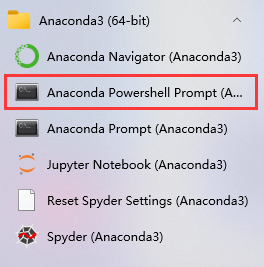 Anaconda3 (64-bit)
Anaconda Navigator (Anaconda3)
Anaconda Powershell Prompt (A...
Anaconda Prompt (Anaconda3)
Jupyter Notebook (Anaconda3)
Reset Spyder Settings (Anaconda3)
Spyder (Anaconda3)